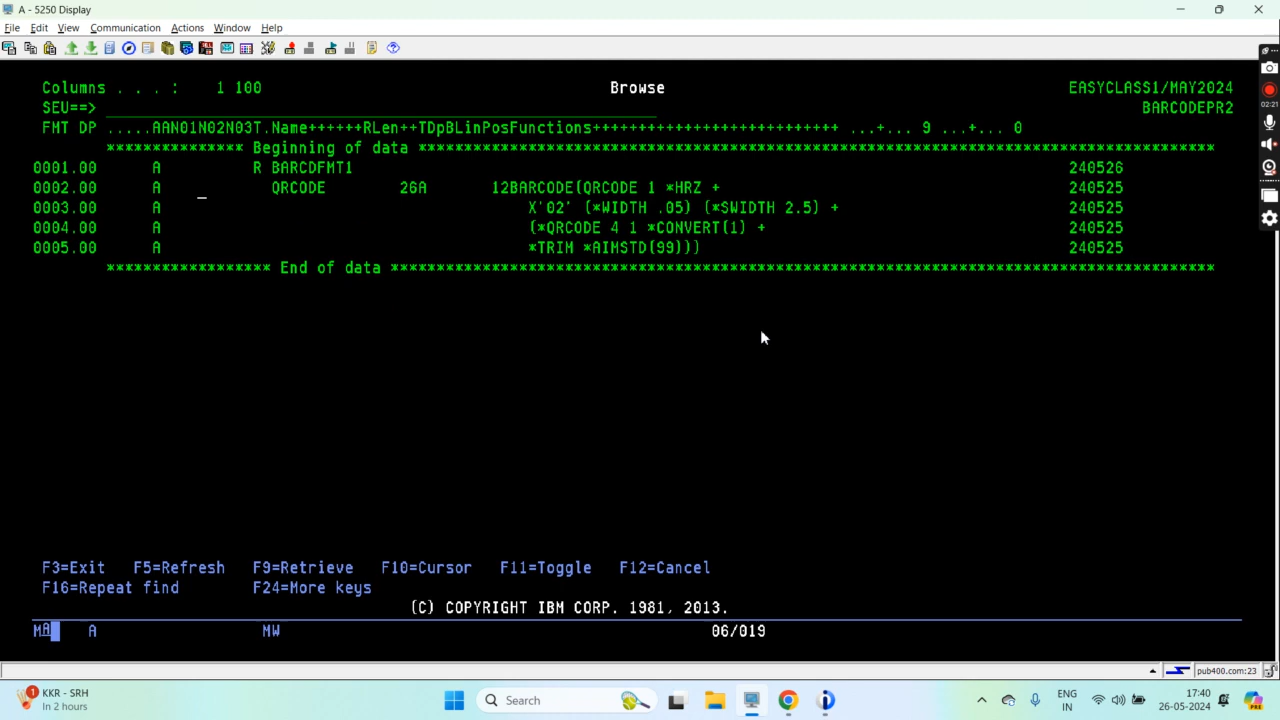 A - 5250 Display
File Edit View Communication Actions Window Help
Columns . . . : 1 100 Browse EASYCLASS1/MAY2024
SEU==> BARCODEPR2
FMT DP .....AAN01N02N03T.Name++++++RLen++TDpBLinPosFunctions+++++++++++++++++++++++++++ ...+... 9 ...+... 0
*************** Beginning of data ***************************************************************************************
0001.00 A R BARCDFMT1 240526
0002.00 A QRCODE 26A 12BARCODE(QRCODE 1 *HRZ + 240525
0003.00 A X'02' (*WIDTH .05) (*SWIDTH 2.5) + 240525
0004.00 A (*QRCODE 4 1 *CONVERT(1) + 240525
0005.00 A *TRIM *AIMSTD(99))) 240525
****************** End of data ******************************************************************************************
F3=Exit F5=Refresh F9=Retrieve F10=Cursor F11=Toggle F12=Cancel
F16=Repeat find F24=More keys
(C) COPYRIGHT IBM CORP. 1981, 2013.
MA A MW 06/019
pub400.com:23
02:21
1 KKR - SRH
In 2 hours
Search
ENG
IN
17:40
26-05-2024
PRE